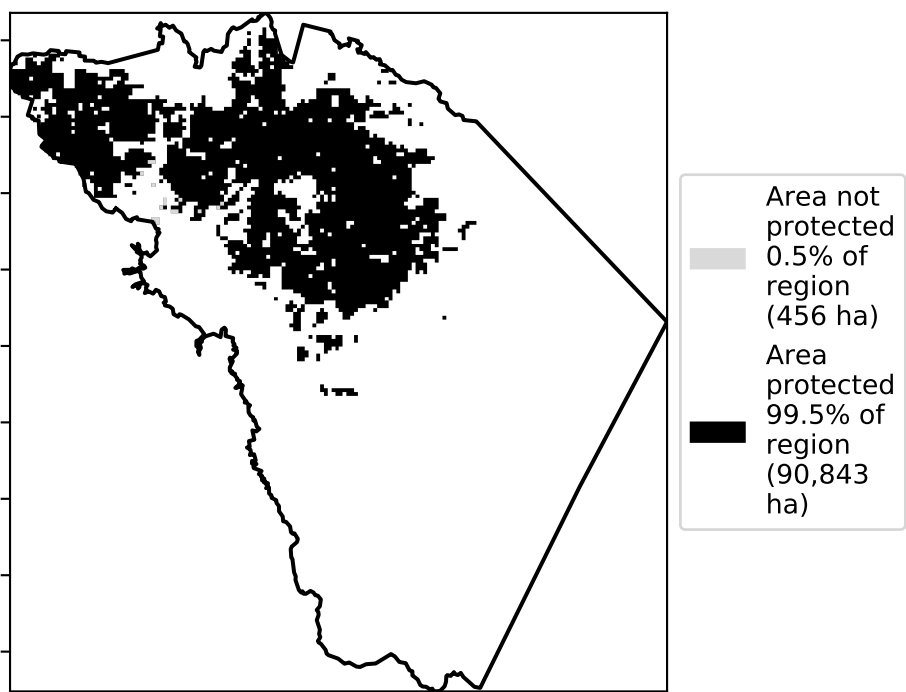 Area not
protected
0.5% of
region
(456 ha)
Area
protected
99.5% of
region
(90,843
ha)